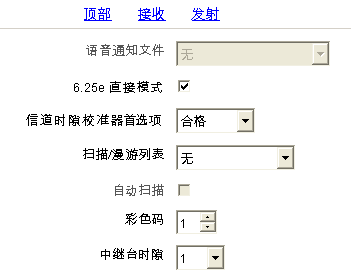 顶部 接收 发射
语音通知文件 无
6.25e 直接模式
信道时隙校准器首选项 合格
扫描/漫游列表 无
自动扫描
彩色码 1
中继台时隙 1